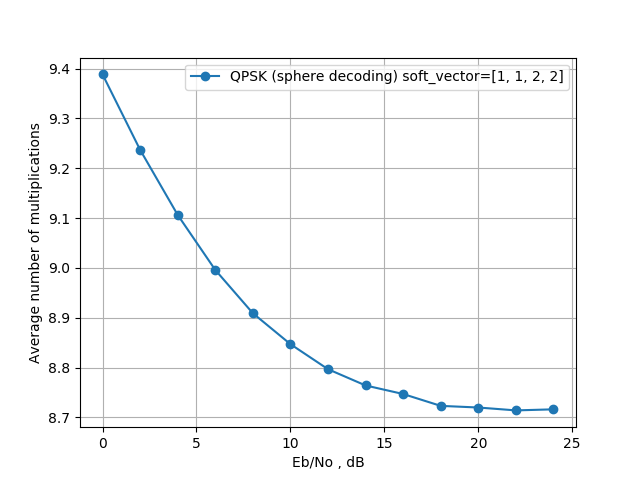 QPSK (sphere decoding) soft_vector=[1, 1, 2, 2]
Average number of multiplications
9.4
9.3
9.2
9.1
9.0
8.9
8.8
8.7
0 5 10 15 20 25
Eb/No , dB